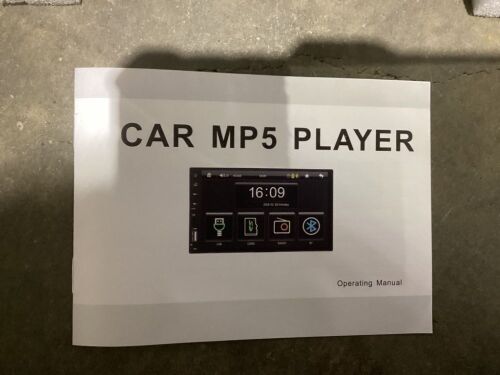 CAR MP5 PLAYER
16:09
Operating Manual